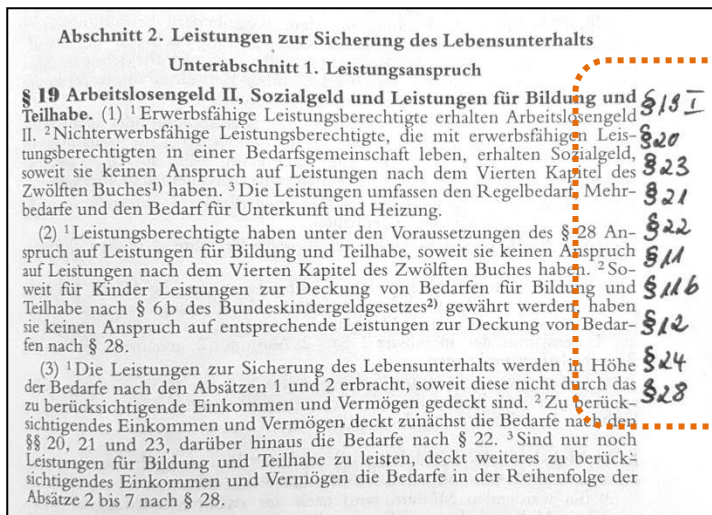 Abschnitt 2. Leistungen zur Sicherung des Lebensunterhalts
Unterabschnitt 1. Leistungsanspruch
§ 19 Arbeitslosengeld II, Sozialgeld und Leistungen für Bildung und
Teilhabe. (1) ¹Erwerbsfähige Leistungsberechtigte erhalten Arbeitslosengeld
II. ²Nichterwerbsfähige Leistungsberechtigte, die mit erwerbsfähigen Leis-
tungsberechtigten in einer Bedarfsgemeinschaft leben, erhalten Sozialgeld,
soweit sie keinen Anspruch auf Leistungen nach dem Vierten Kapitel des
Zwölften Buches¹⁾ haben. ³Die Leistungen umfassen den Regelbedarf, Mehr-
bedarfe und den Bedarf für Unterkunft und Heizung.
(2) ¹Leistungsberechtigte haben unter den Voraussetzungen des § 28 An-
spruch auf Leistungen für Bildung und Teilhabe, soweit sie keinen Anspruch
auf Leistungen nach dem Vierten Kapitel des Zwölften Buches haben. ²So-
weit für Kinder Leistungen zur Deckung von Bedarfen für Bildung und
Teilhabe nach § 6b des Bundeskindergeldgesetzes²⁾ gewährt werden, haben
sie keinen Anspruch auf entsprechende Leistungen zur Deckung von Bedar-
fen nach § 28.
(3) ¹Die Leistungen zur Sicherung des Lebensunterhalts werden in Höhe
der Bedarfe nach den Absätzen 1 und 2 erbracht, soweit diese nicht durch das
zu berücksichtigende Einkommen und Vermögen gedeckt sind. ²Zu berück-
sichtigendes Einkommen und Vermögen deckt zunächst die Bedarfe nach den
§§ 20, 21 und 23, darüber hinaus die Bedarfe nach § 22. ³Sind nur noch
Leistungen für Bildung und Teilhabe zu leisten, deckt weiteres zu berück-
sichtigendes Einkommen und Vermögen die Bedarfe in der Reihenfolge der
Absätze 2 bis 7 nach § 28.
§19 I
§20
§23
§21
§22
§11
§11b
§12
§24
§28